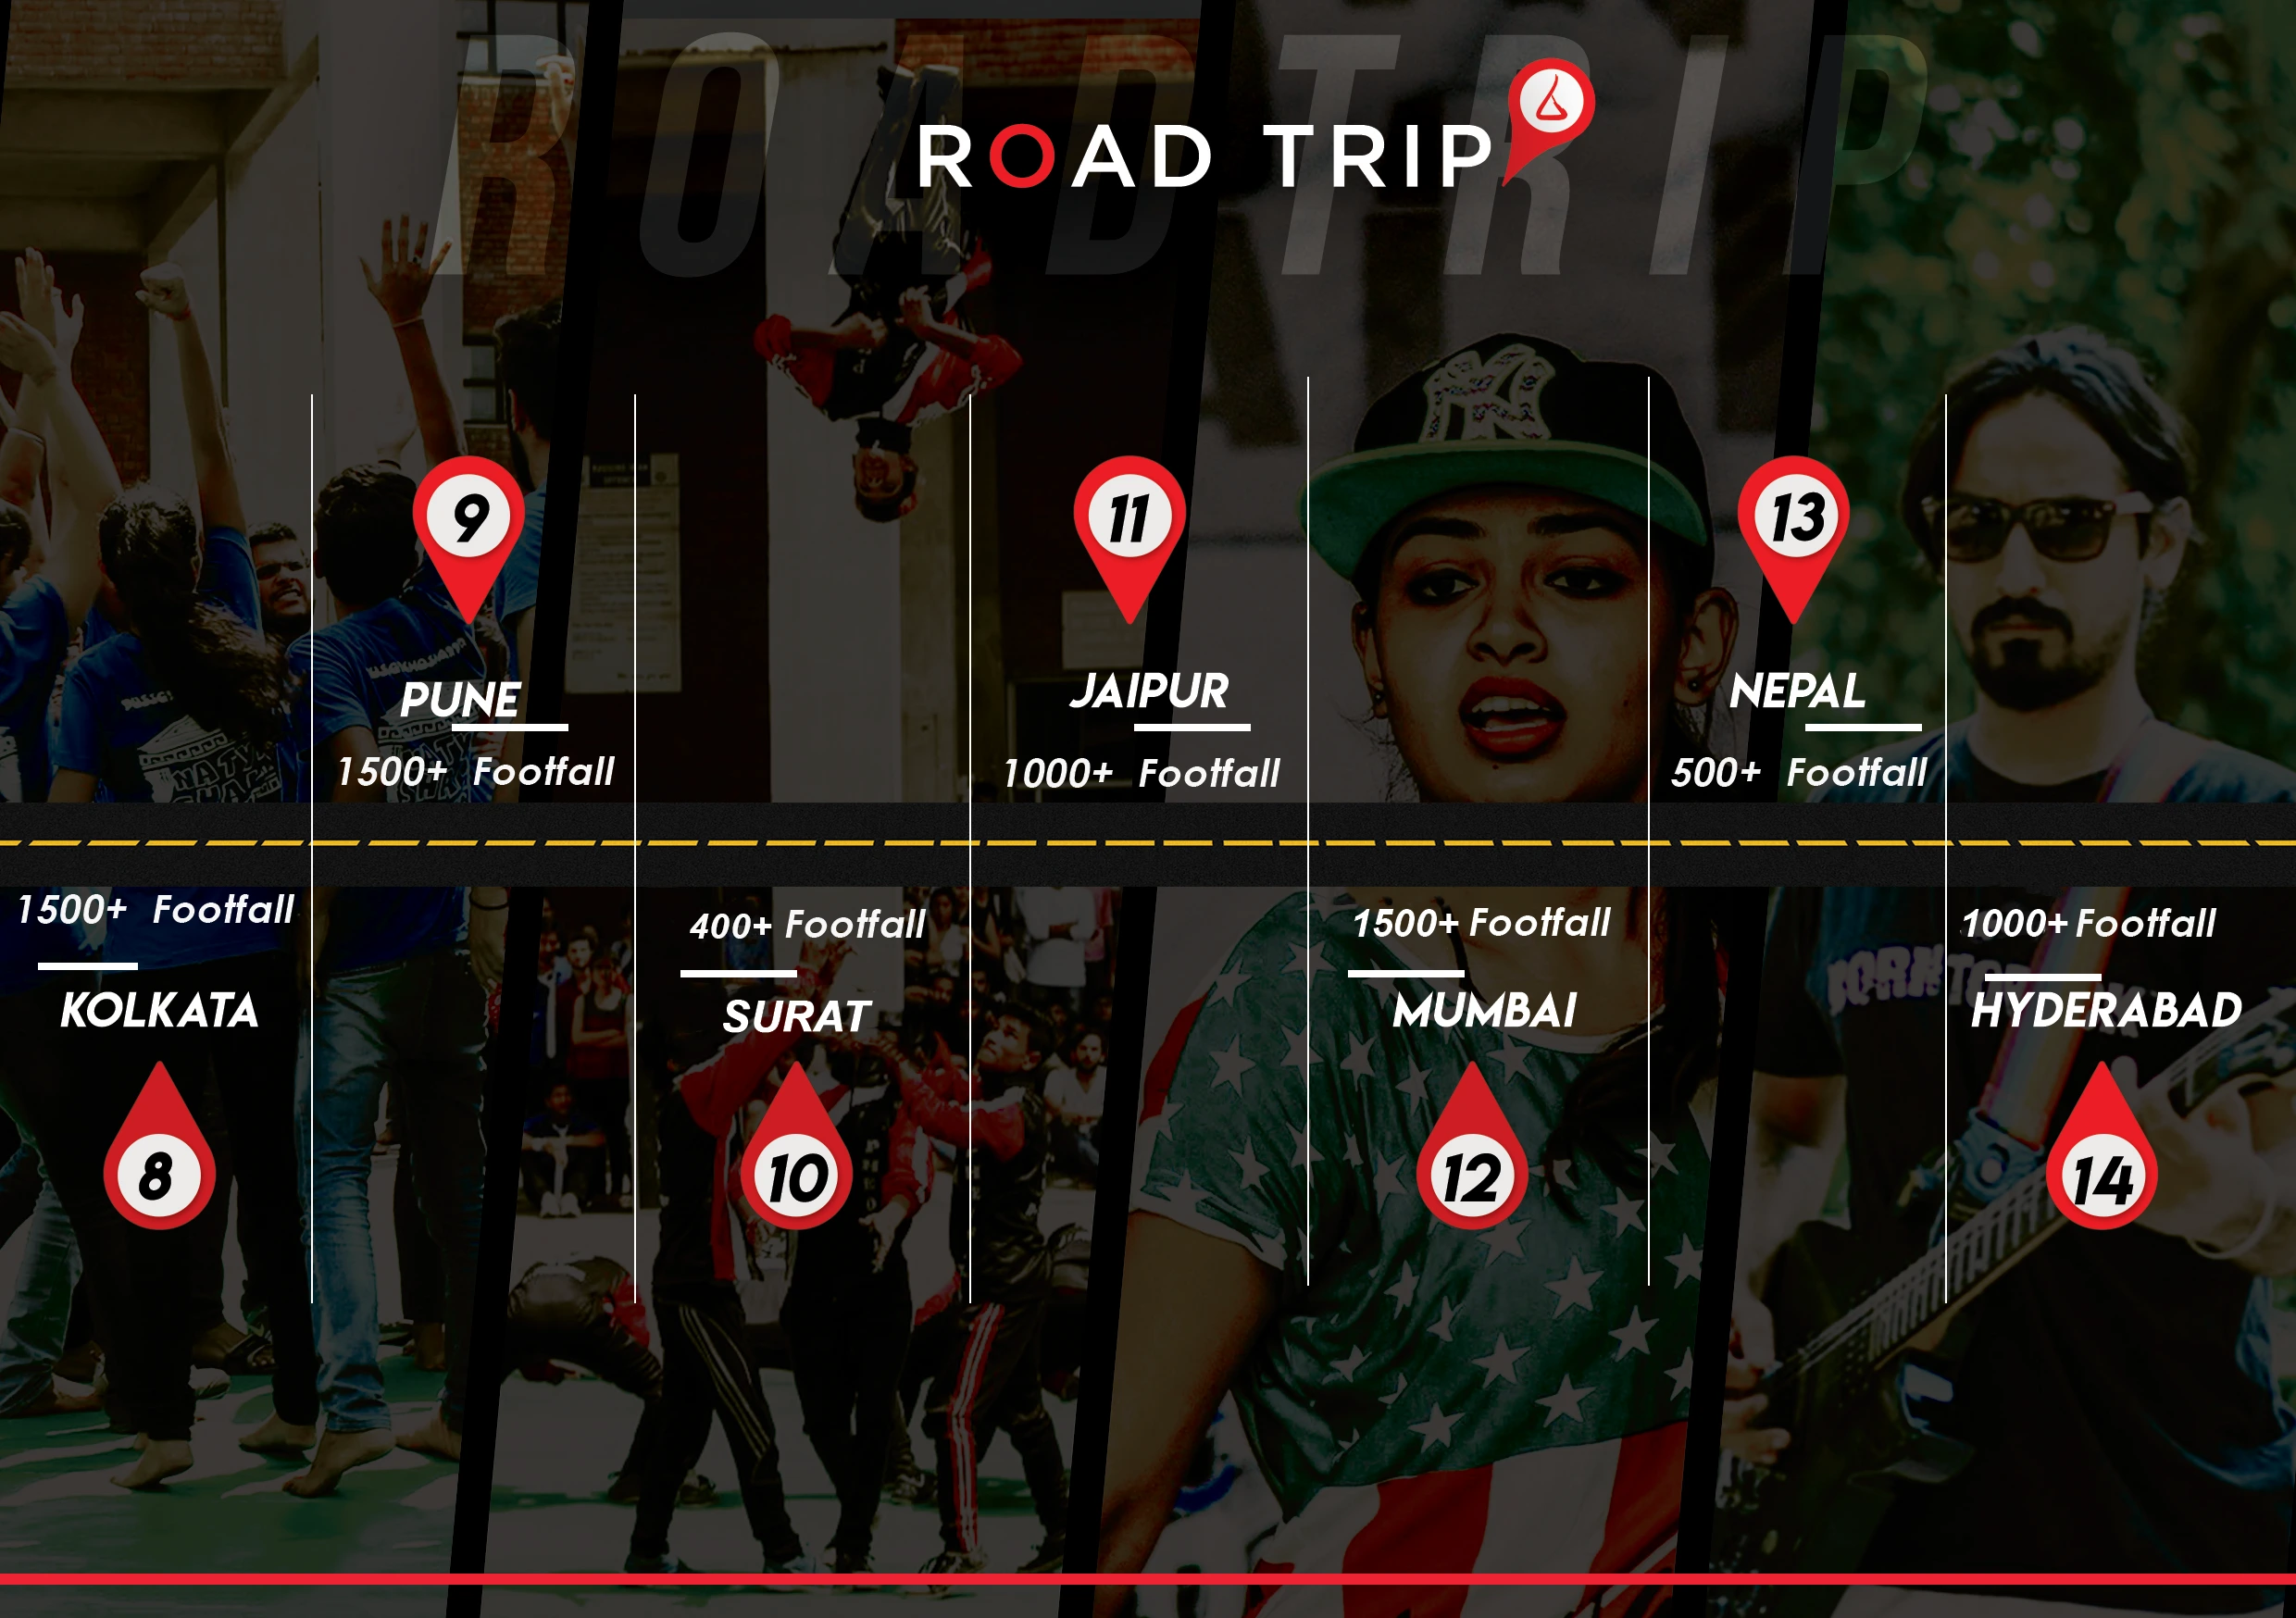 ROAD TRIP
ROAD TRIP
9
PUNE
1500+ Footfall
11
JAIPUR
1000+ Footfall
13
NEPAL
500+ Footfall
1500+ Footfall
KOLKATA
8
400+ Footfall
SURAT
10
1500+ Footfall
MUMBAI
12
1000+ Footfall
HYDERABAD
14
NY